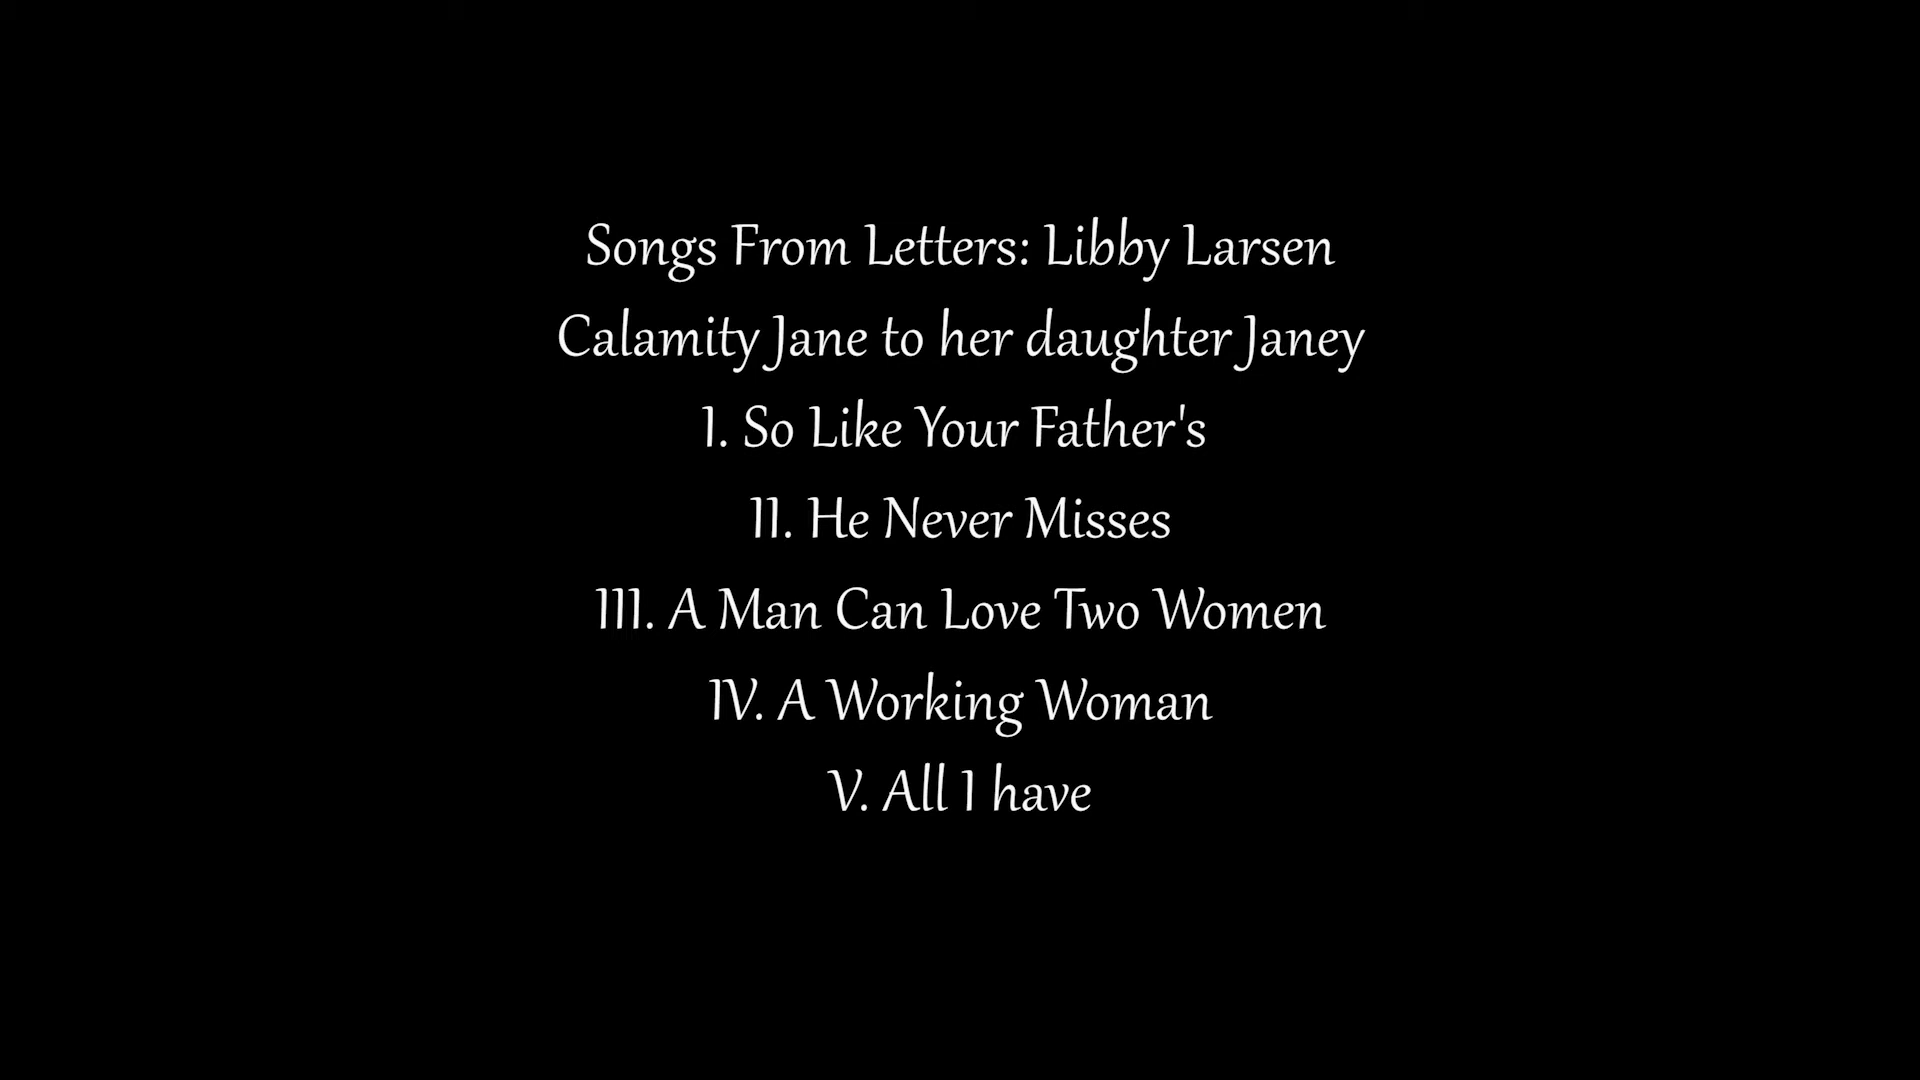 Songs From Letters: Libby Larsen
Calamity Jane to her daughter Janey
I. So Like Your Father's
II. He Never Misses
III. A Man Can Love Two Women
IV. A Working Woman
V. All I have